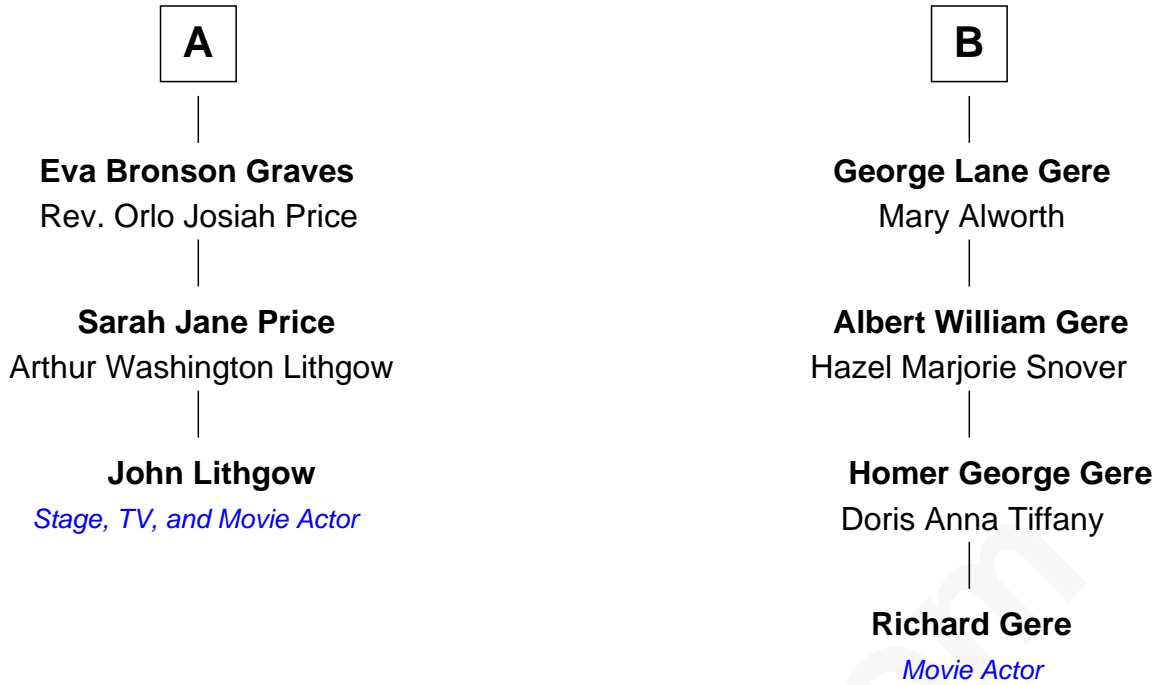 A
Eva Bronson Graves
Rev. Orlo Josiah Price
Sarah Jane Price
Arthur Washington Lithgow
John Lithgow
Stage, TV, and Movie Actor
B
George Lane Gere
Mary Alworth
Albert William Gere
Hazel Marjorie Snover
Homer George Gere
Doris Anna Tiffany
Richard Gere
Movie Actor